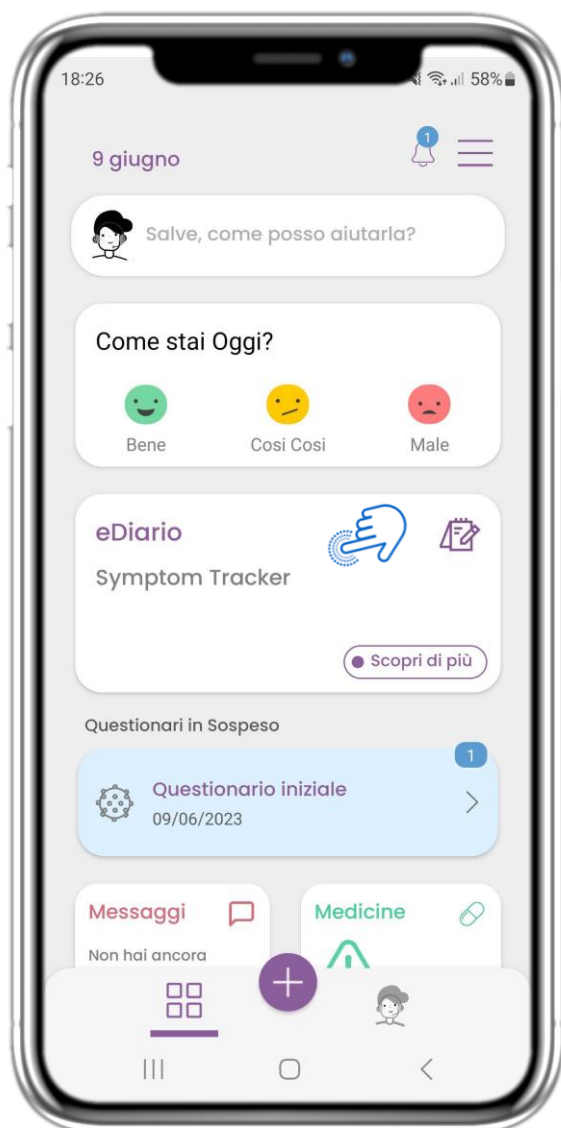 18:26
58%
1
9 giugno
Salve, come posso aiutarla?
Come stai Oggi?
Bene
Cosi Cosi
Male
eDiario
Symptom Tracker
Scopri di più
Questionari in Sospeso
1
Questionario iniziale
09/06/2023
Messaggi
Medicine
Non hai ancora